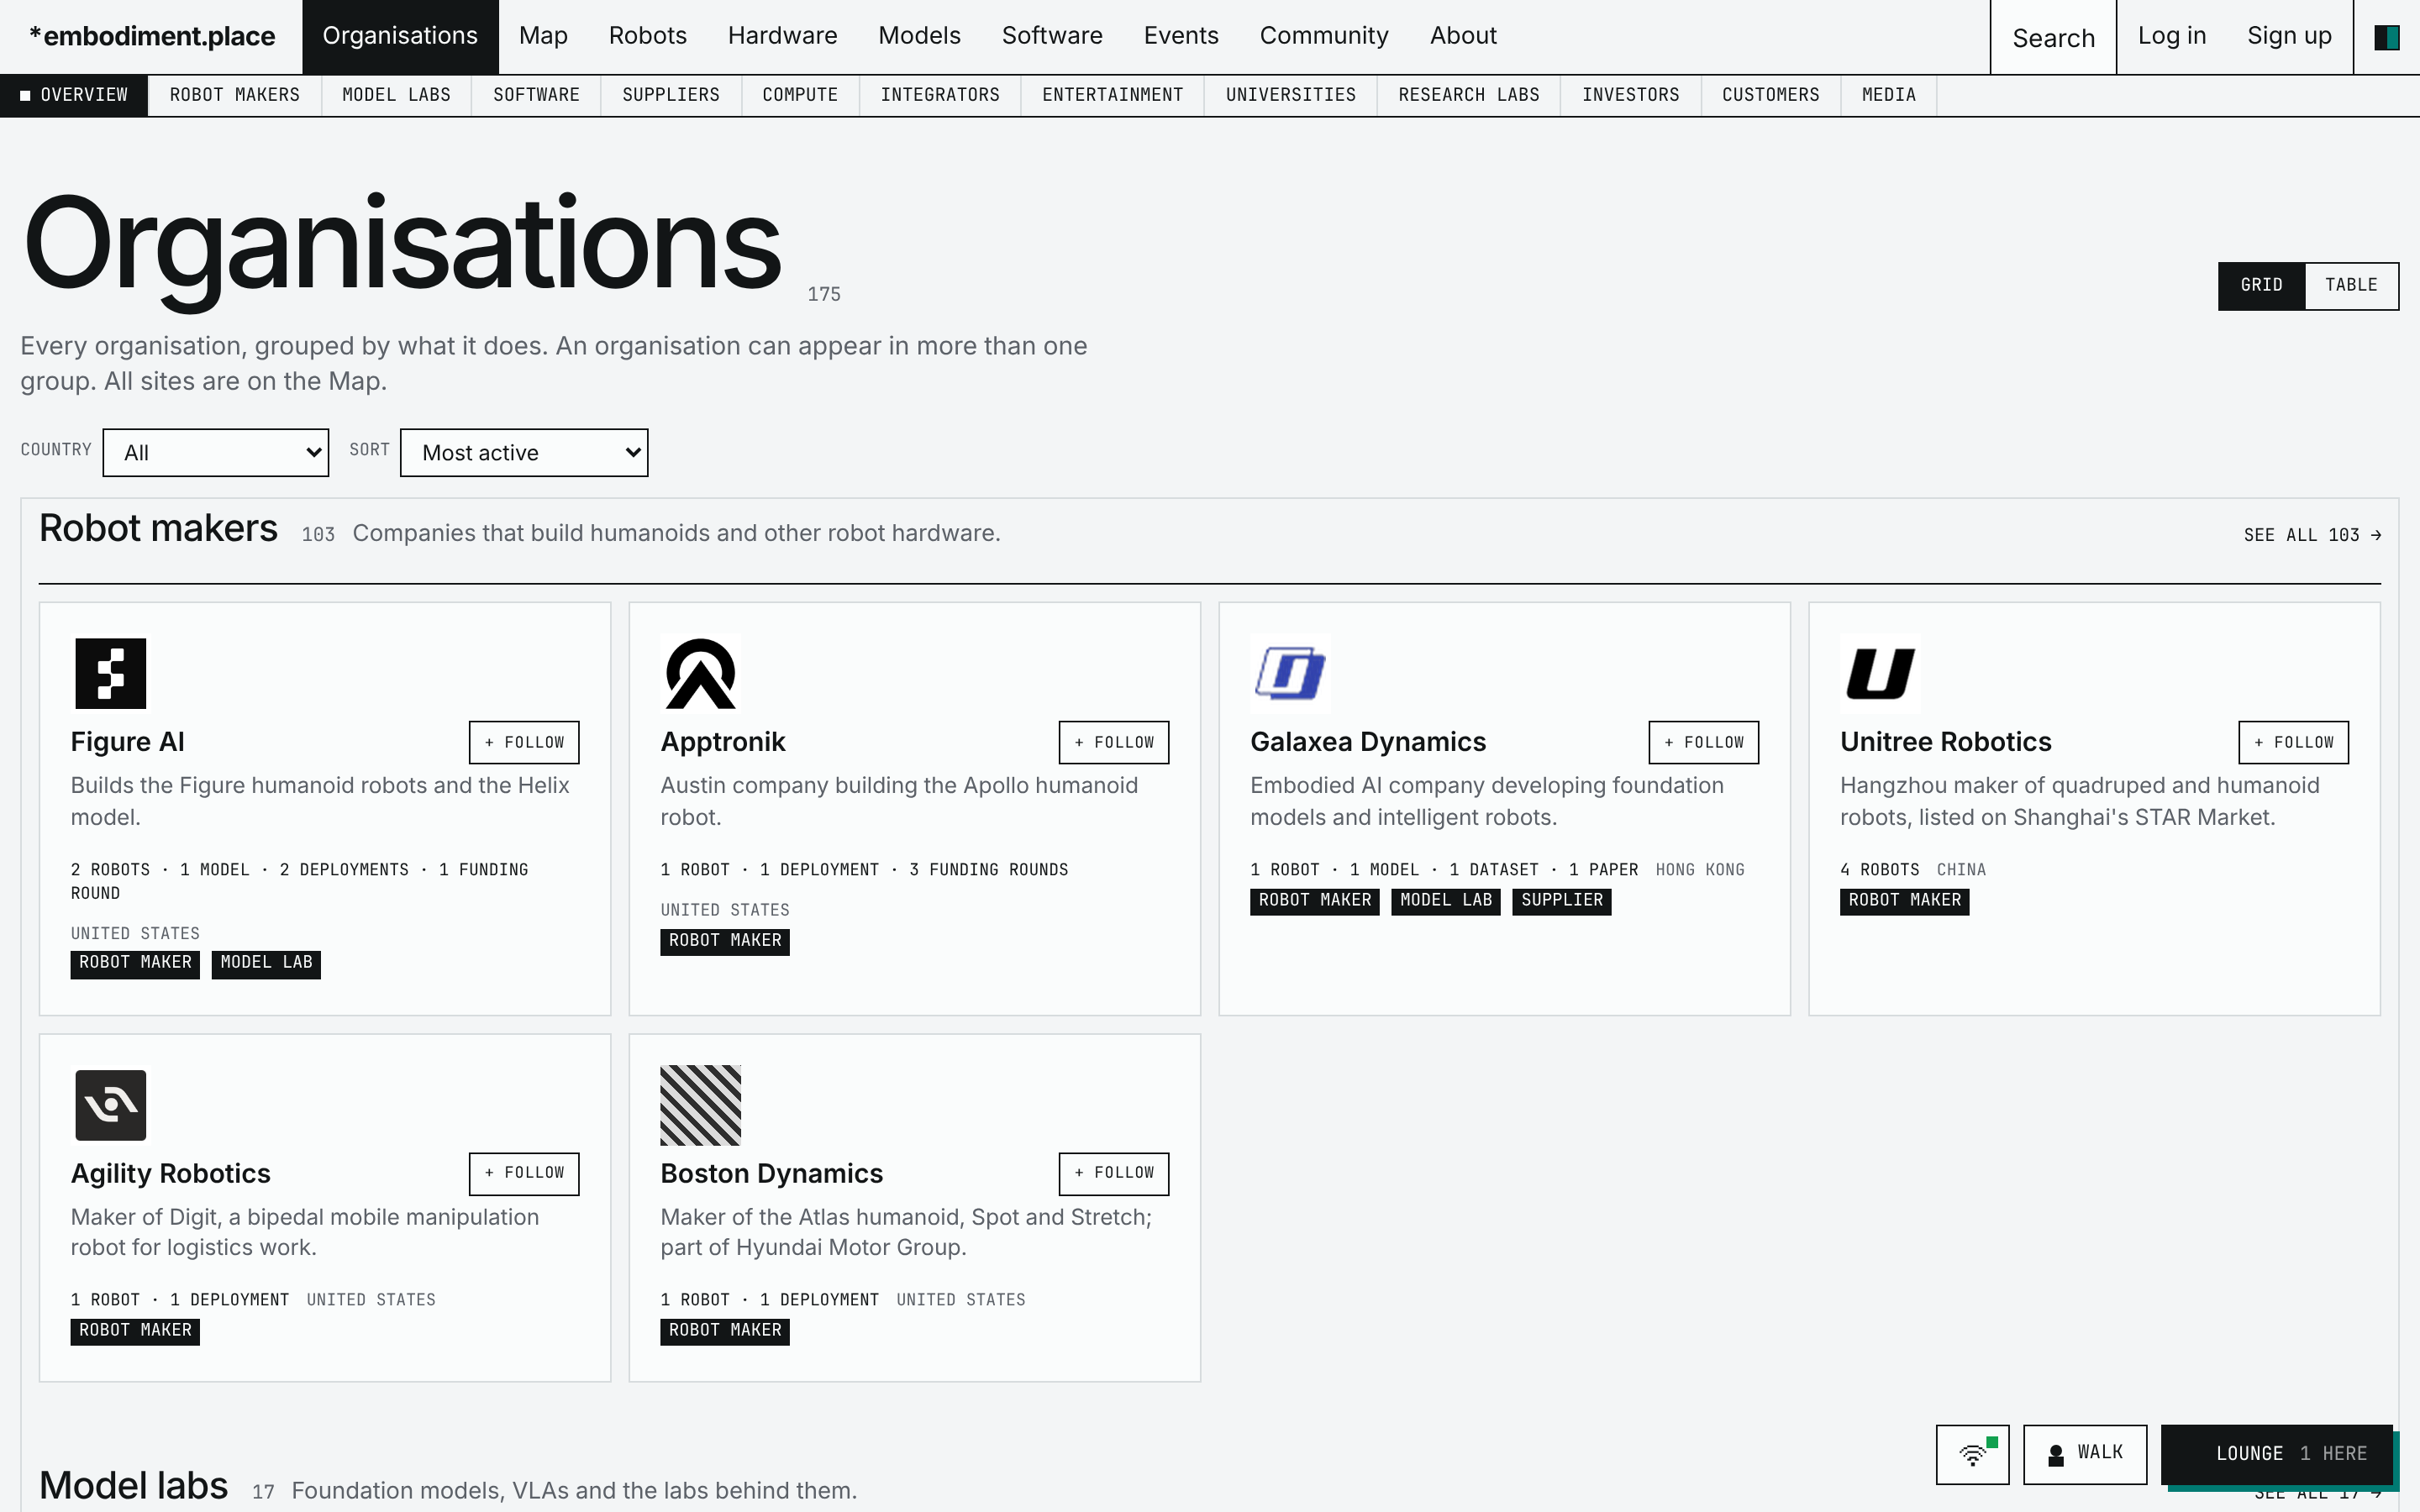 *embodiment.place
Organisations
Map
Robots
Hardware
Models
Software
Events
Community
About
Search
Log in
Sign up
OVERVIEW
ROBOT MAKERS
MODEL LABS
SOFTWARE
SUPPLIERS
COMPUTE
INTEGRATORS
ENTERTAINMENT
UNIVERSITIES
RESEARCH LABS
INVESTORS
CUSTOMERS
MEDIA
Organisations 175
GRID
TABLE
Every organisation, grouped by what it does. An organisation can appear in more than one
group. All sites are on the Map.
COUNTRY All
SORT Most active
Robot makers 103 Companies that build humanoids and other robot hardware.
SEE ALL 103 →
Figure AI
+ FOLLOW
Builds the Figure humanoid robots and the Helix
model.
2 ROBOTS · 1 MODEL · 2 DEPLOYMENTS · 1 FUNDING
ROUND
UNITED STATES
ROBOT MAKER MODEL LAB
Apptronik
+ FOLLOW
Austin company building the Apollo humanoid
robot.
1 ROBOT · 1 DEPLOYMENT · 3 FUNDING ROUNDS
UNITED STATES
ROBOT MAKER
Galaxea Dynamics
+ FOLLOW
Embodied AI company developing foundation
models and intelligent robots.
1 ROBOT · 1 MODEL · 1 DATASET · 1 PAPER HONG KONG
ROBOT MAKER MODEL LAB SUPPLIER
Unitree Robotics
+ FOLLOW
Hangzhou maker of quadruped and humanoid
robots, listed on Shanghai's STAR Market.
4 ROBOTS CHINA
ROBOT MAKER
Agility Robotics
+ FOLLOW
Maker of Digit, a bipedal mobile manipulation
robot for logistics work.
1 ROBOT · 1 DEPLOYMENT UNITED STATES
ROBOT MAKER
Boston Dynamics
+ FOLLOW
Maker of the Atlas humanoid, Spot and Stretch;
part of Hyundai Motor Group.
1 ROBOT · 1 DEPLOYMENT UNITED STATES
ROBOT MAKER
WALK
LOUNGE 1 HERE
Model labs 17 Foundation models, VLAs and the labs behind them.
SEE ALL 17 →